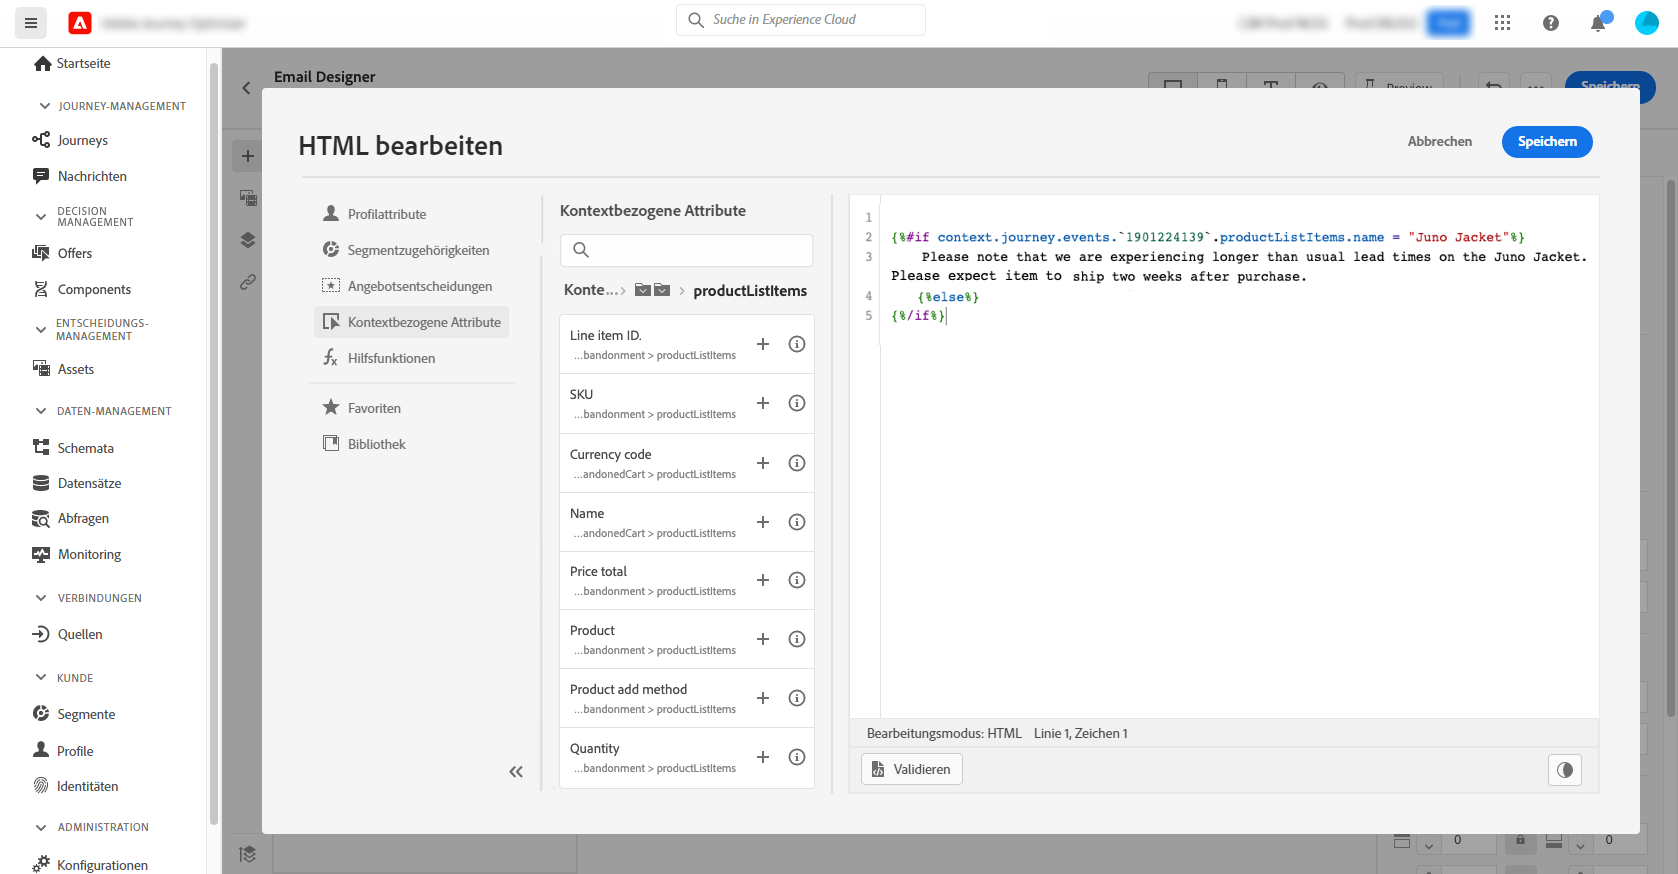 Suche in Experience Cloud
Startseite
JOURNEY-MANAGEMENT
Journeys
Nachrichten
DECISION
MANAGEMENT
Offers
Components
ENTSCHEIDUNGS-
MANAGEMENT
Assets
DATEN-MANAGEMENT
Schemata
Datensätze
Abfragen
Monitoring
VERBINDUNGEN
Quellen
KUNDE
Segmente
Profile
Identitäten
ADMINISTRATION
Konfigurationen
Email Designer
Preview
Speichern
HTML bearbeiten
Abbrechen
Speichern
Profilattribute
Segmentzugehörigkeiten
Angebotsentscheidungen
Kontextbezogene Attribute
Hilfsfunktionen
Favoriten
Bibliothek
Kontextbezogene Attribute
Konte... > > productListItems
Line item ID.
...bandonment > productListItems
SKU
...bandonment > productListItems
Currency code
...andonedCart > productListItems
Name
...andonedCart > productListItems
Price total
...bandonment > productListItems
Product
...bandonment > productListItems
Product add method
...bandonment > productListItems
Quantity
...bandonment > productListItems
1
2 {%#if context.journey.events.`1901224139`.productListItems.name = "Juno Jacket"%}
3 Please note that we are experiencing longer than usual lead times on the Juno Jacket.
Please expect item to ship two weeks after purchase.
4 {%else%}
5 {%/if%}
Bearbeitungsmodus: HTML Linie 1, Zeichen 1
Validieren
0 0